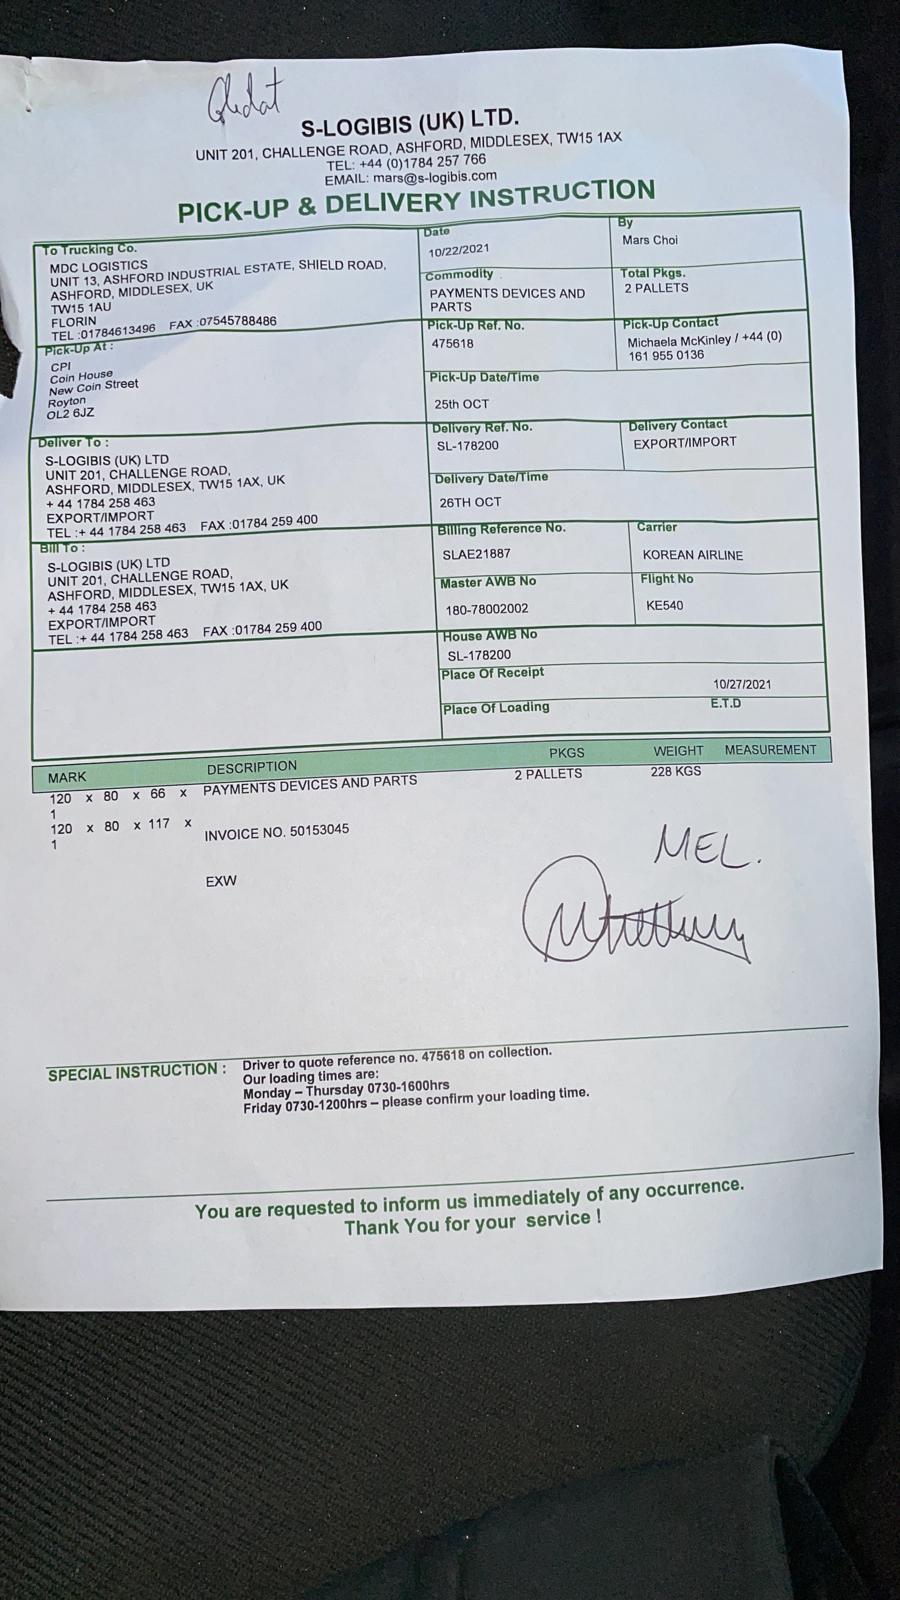 S-LOGIBIS (UK) LTD.
UNIT 201, CHALLENGE ROAD, ASHFORD, MIDDLESEX, TW15 1AX
TEL: +44 (0)1784 257 766
EMAIL: mars@s-logibis.com
PICK-UP & DELIVERY INSTRUCTION
To Trucking Co.
MDC LOGISTICS
UNIT 13, ASHFORD INDUSTRIAL ESTATE, SHIELD ROAD,
ASHFORD, MIDDLESEX, UK
TW15 1AU
FLORIN
TEL :01784613496 FAX :07545788486
Date
10/22/2021
By
Mars Choi
Commodity
PAYMENTS DEVICES AND
PARTS
Total Pkgs.
2 PALLETS
Pick-Up At :
CPI
Coin House
New Coin Street
Royton
OL2 6JZ
Pick-Up Ref. No.
475618
Pick-Up Contact
Michaela McKinley / +44 (0)
161 955 0136
Pick-Up Date/Time
25th OCT
Deliver To :
S-LOGIBIS (UK) LTD
UNIT 201, CHALLENGE ROAD,
ASHFORD, MIDDLESEX, TW15 1AX, UK
+ 44 1784 258 463
EXPORT/IMPORT
TEL :+ 44 1784 258 463 FAX :01784 259 400
Delivery Ref. No.
SL-178200
Delivery Contact
EXPORT/IMPORT
Delivery Date/Time
26TH OCT
Bill To :
S-LOGIBIS (UK) LTD
UNIT 201, CHALLENGE ROAD,
ASHFORD, MIDDLESEX, TW15 1AX, UK
+ 44 1784 258 463
EXPORT/IMPORT
TEL :+ 44 1784 258 463 FAX :01784 259 400
Billing Reference No.
SLAE21887
Carrier
KOREAN AIRLINE
Master AWB No
180-78002002
Flight No
KE540
House AWB No
SL-178200
Place Of Receipt
10/27/2021
Place Of Loading
E.T.D
MARK DESCRIPTION PKGS WEIGHT MEASUREMENT
120 x 80 x 66 x PAYMENTS DEVICES AND PARTS 2 PALLETS 228 KGS
1
120 x 80 x 117 x
1
INVOICE NO. 50153045
EXW
MEL.
SPECIAL INSTRUCTION :
Driver to quote reference no. 475618 on collection.
Our loading times are:
Monday – Thursday 0730-1600hrs
Friday 0730-1200hrs – please confirm your loading time.
You are requested to inform us immediately of any occurrence.
Thank You for your service !